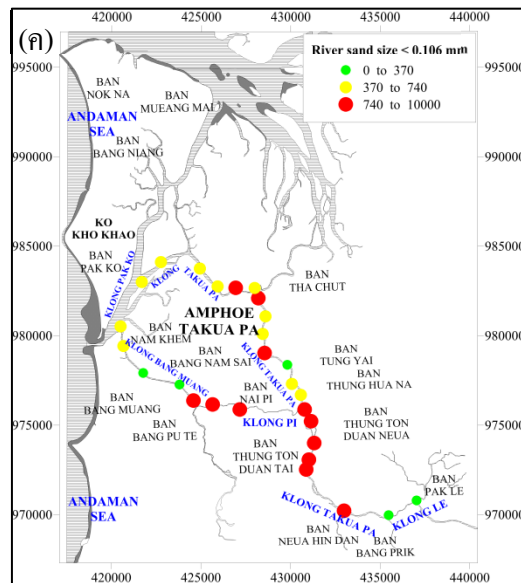 (ค)
420000 425000 430000 435000 440000
River sand size < 0.106 mm
0 to 370
370 to 740
740 to 10000
995000
990000
985000
980000
975000
970000
BAN
NOK NA
BAN
MUEANG MAI
ANDAMAN
SEA
BAN
BANG NIANG
KO
KHO KHAO
BAN
PAK KO
KLONG PAK KO
KLONG TAKUA PA
BAN
THA CHUT
AMPHOE
TAKUA PA
BAN
NAM KHEM
BAN
BANG NAM SAI
KLONG TAKUA PA
BAN
TUNG YAI
BAN
THUNG HUA NA
KLONG BANG MUANG
BAN
NAI PI
BAN
BANG MUANG
KLONG PI
BAN
THUNG TON
DUAN NEUA
BAN
BANG PU TE
BAN
THUNG TON
DUAN TAI
BAN
PAK LE
ANDAMAN
SEA
KLONG TAKUA PA
KLONG LE
BAN
NEUA HIN DAN
BAN
BANG PRIK
420000 425000 430000 435000 440000